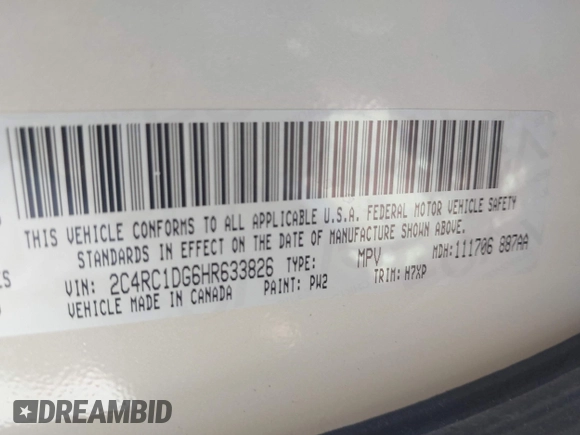 THIS VEHICLE CONFORMS TO ALL APPLICABLE U.S.A. FEDERAL MOTOR VEHICLE SAFETY
STANDARDS IN EFFECT ON THE DATE OF MANUFACTURE SHOWN ABOVE.
VIN: 2C4RC1DG6HR633826 TYPE: MPV MDH: 111706 887AA
VEHICLE MADE IN CANADA PAINT: PW2 TRIM: H7XP
DREAMBID